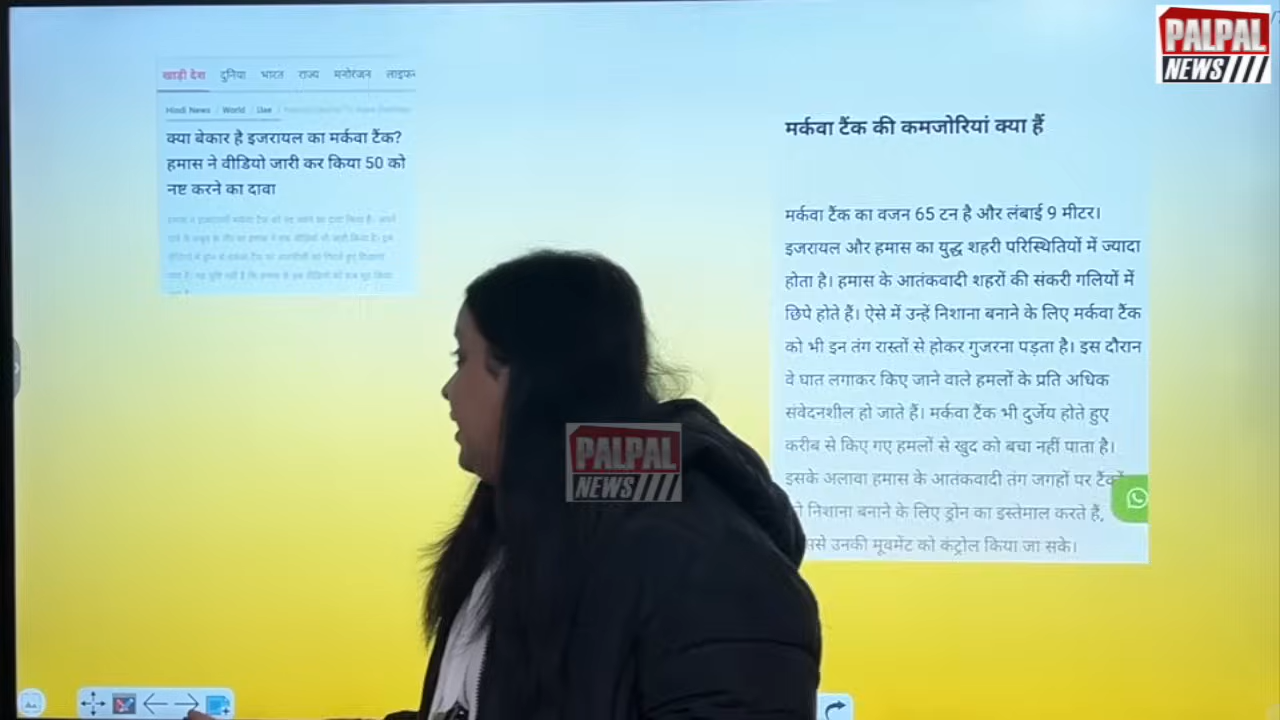 PALPAL
NEWS
खाड़ी देश दुनिया भारत राज्य मनोरंजन
Hindi News / World / Uae /
क्या बेकार है इजरायल का मर्कवा टैंक?
हमास ने वीडियो जारी कर किया 50 को
नष्ट करने का दावा
मर्कवा टैंक की कमजोरियां क्या हैं
मर्कवा टैंक का वजन 65 टन है और लंबाई 9 मीटर।
इजरायल और हमास का युद्ध शहरी परिस्थितियों में ज्यादा
होता है। हमास के आतंकवादी शहरों की संकरी गलियों में
छिपे होते हैं। ऐसे में उन्हें निशाना बनाने के लिए मर्कवा टैंक
को भी इन तंग रास्तों से होकर गुजरना पड़ता है। इस दौरान
वे घात लगाकर किए जाने वाले हमलों के प्रति अधिक
संवेदनशील हो जाते हैं। मर्कवा टैंक भी दुर्जेय होते हुए
करीब से किए गए हमलों से खुद को बचा नहीं पाता है।
इसके अलावा हमास के आतंकवादी तंग जगहों पर
निशाना बनाने के लिए ड्रोन का इस्तेमाल करते हैं,
उनकी मूवमेंट को कंट्रोल किया जा सके।
PALPAL
NEWS